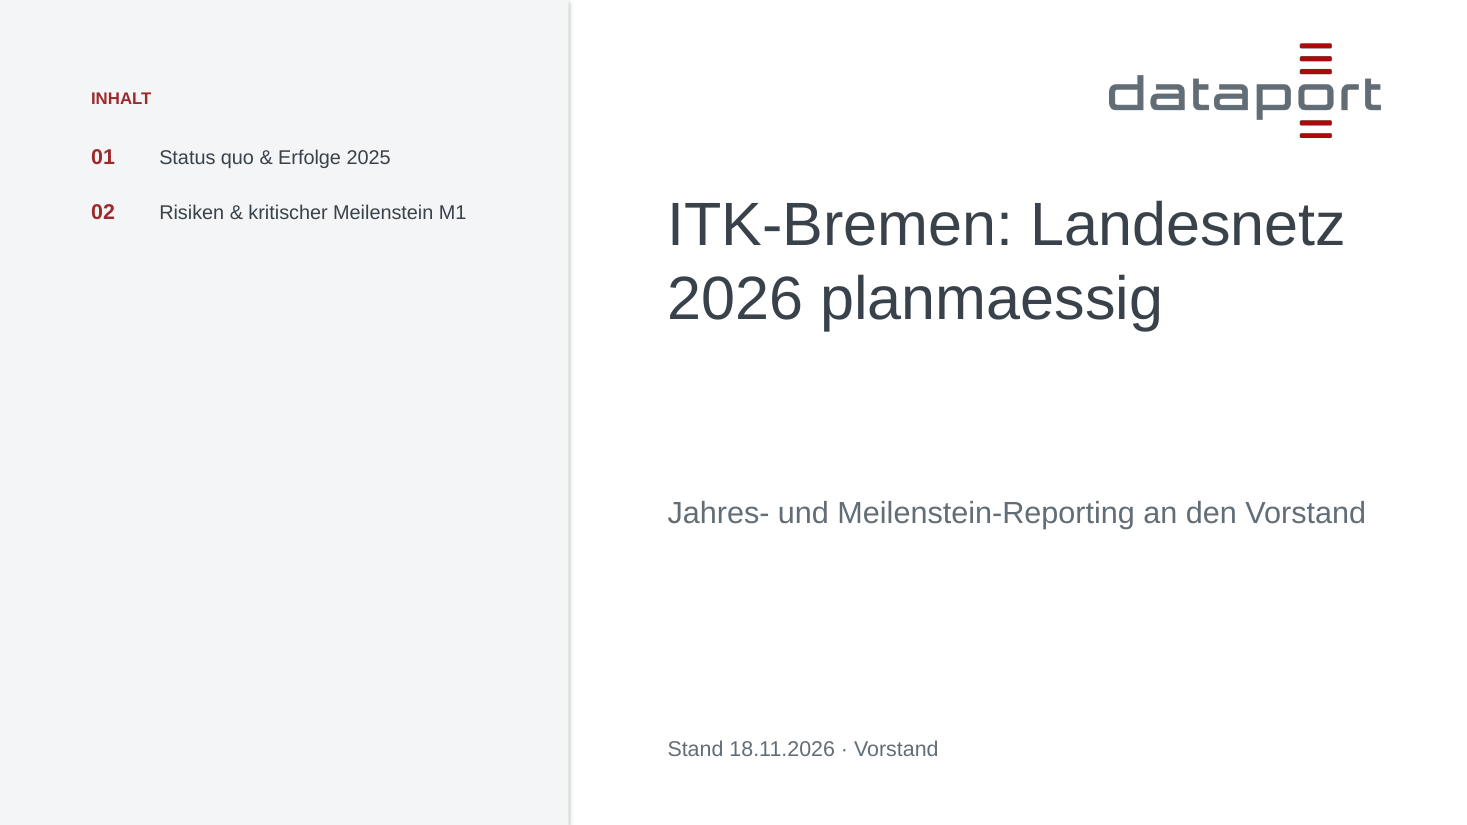 INHALT
01 Status quo & Erfolge 2025
02 Risiken & kritischer Meilenstein M1
dataport
ITK-Bremen: Landesnetz
2026 planmaessig
Jahres- und Meilenstein-Reporting an den Vorstand
Stand 18.11.2026 · Vorstand